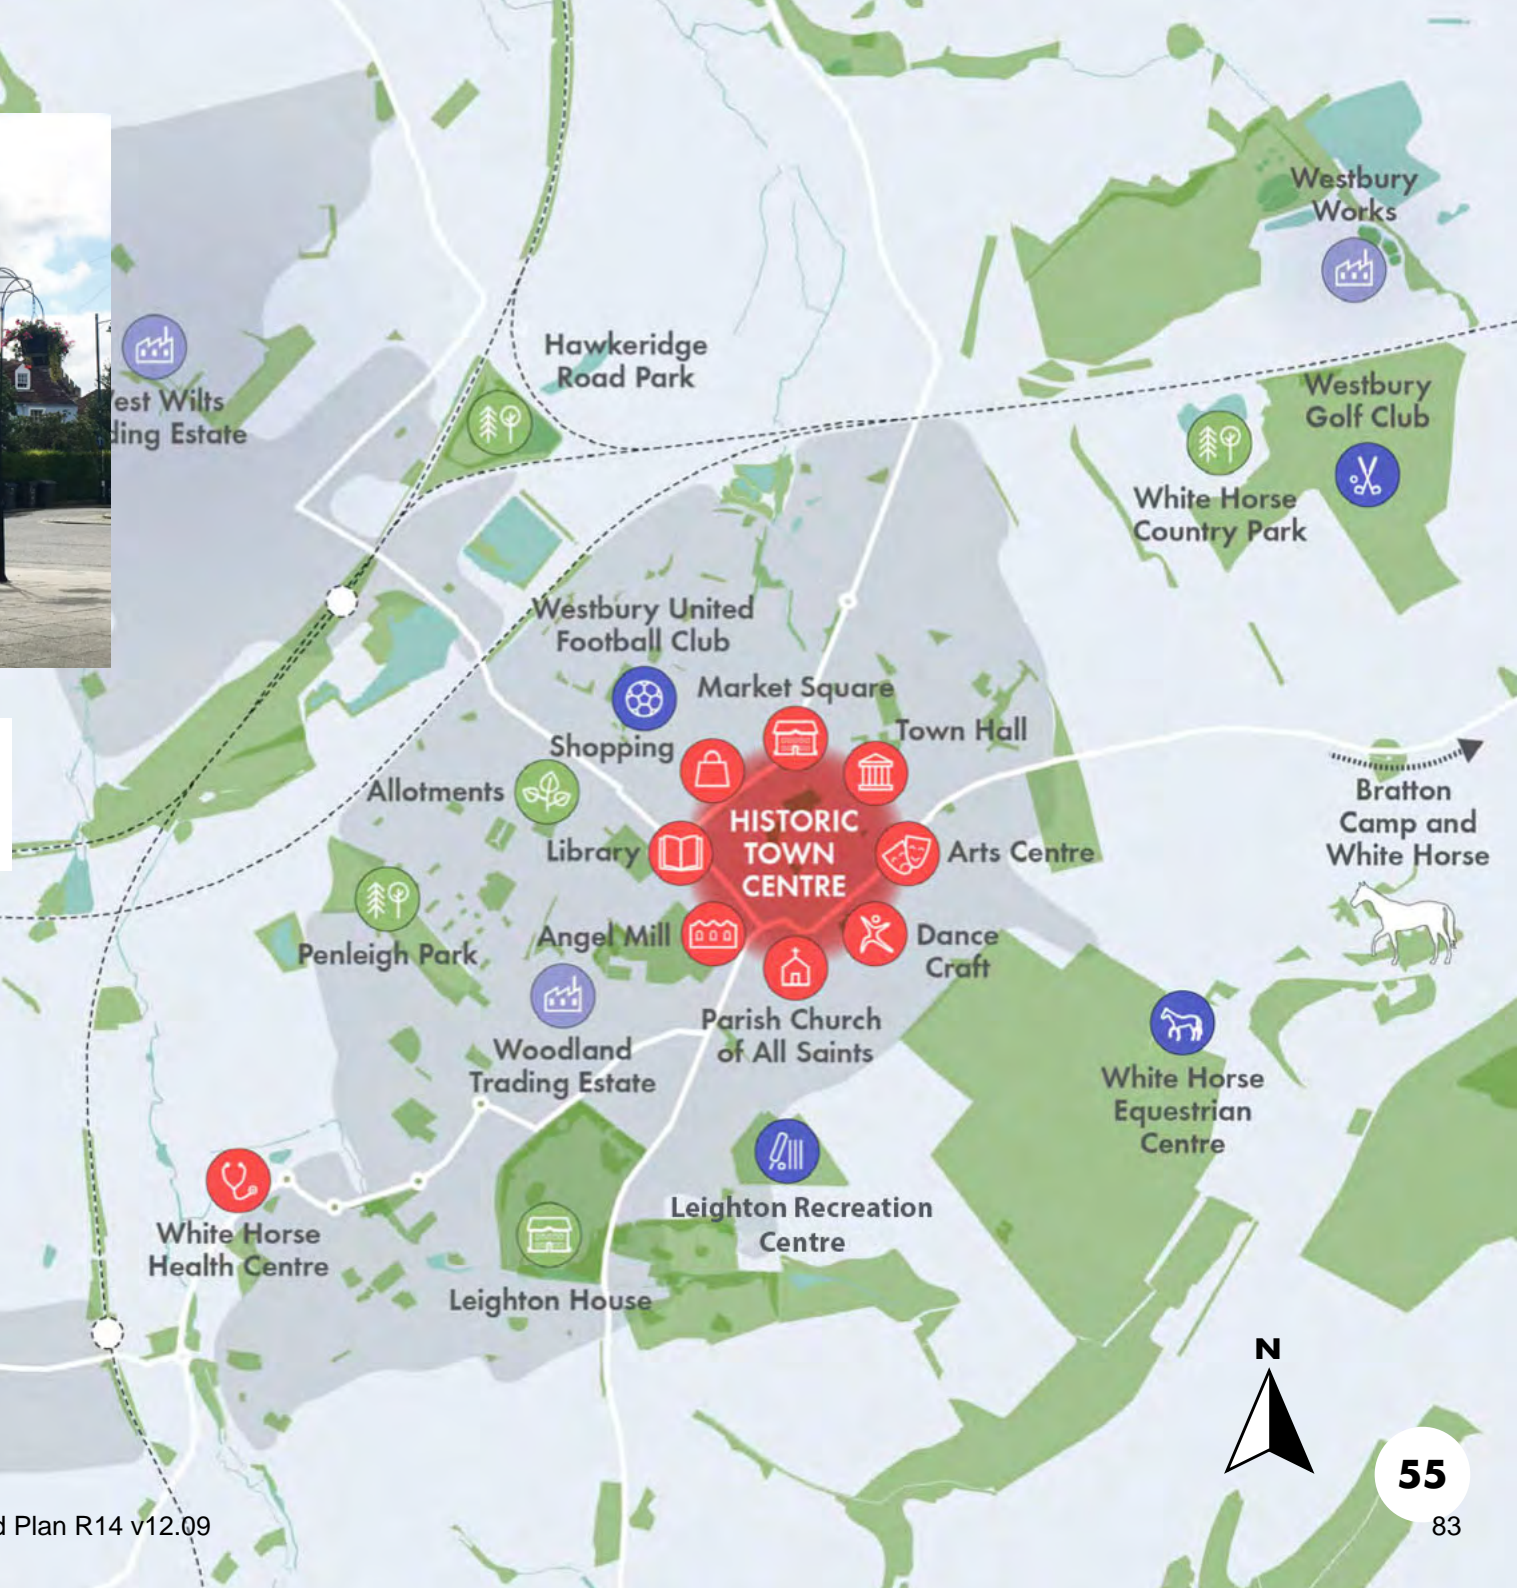 Westbury
Works
Hawkeridge
Road Park
West Wilts
ding Estate
Westbury
Golf Club
White Horse
Country Park
Westbury United
Football Club
Market Square
Town Hall
Shopping
Allotments
HISTORIC
TOWN
CENTRE
Library
Arts Centre
Bratton
Camp and
White Horse
Penleigh Park
Angel Mill
Dance
Craft
Parish Church
of All Saints
Woodland
Trading Estate
White Horse
Equestrian
Centre
Leighton Recreation
Centre
White Horse
Health Centre
Leighton House
N
55
d Plan R14 v12.09
83